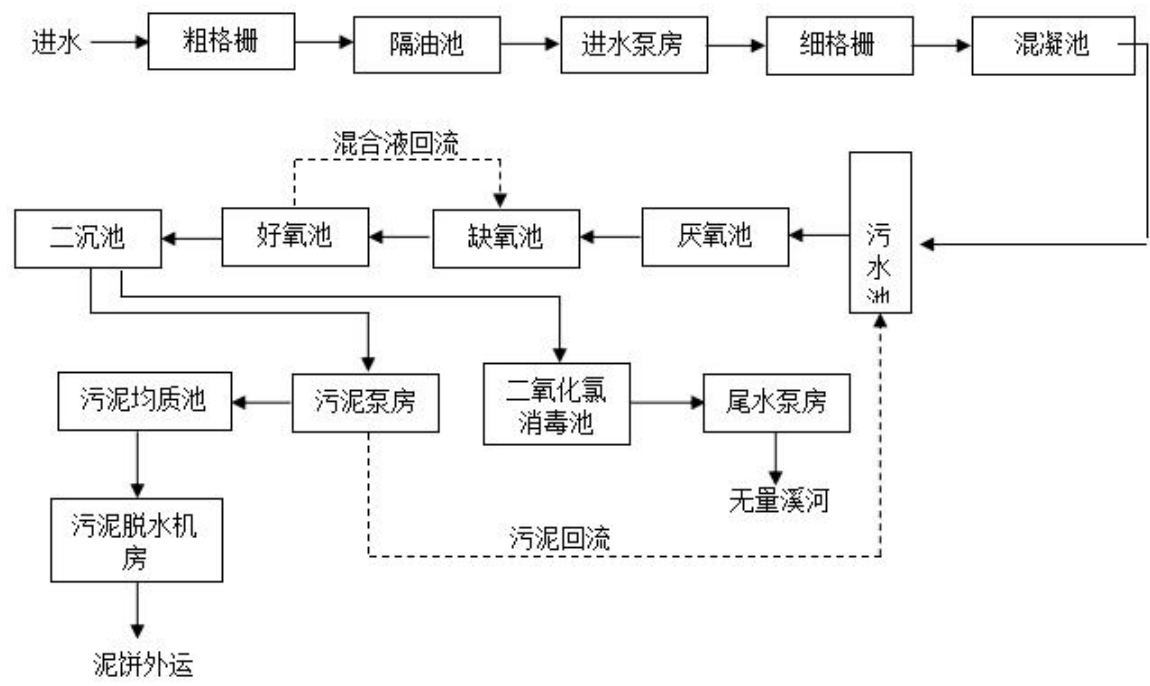 进水
粗格栅
隔油池
进水泵房
细格栅
混凝池
混合液回流
二沉池
好氧池
缺氧池
厌氧池
污
水
池
污泥均质池
污泥泵房
二氧化氯
消毒池
尾水泵房
无量溪河
污泥脱水机
房
污泥回流
泥饼外运